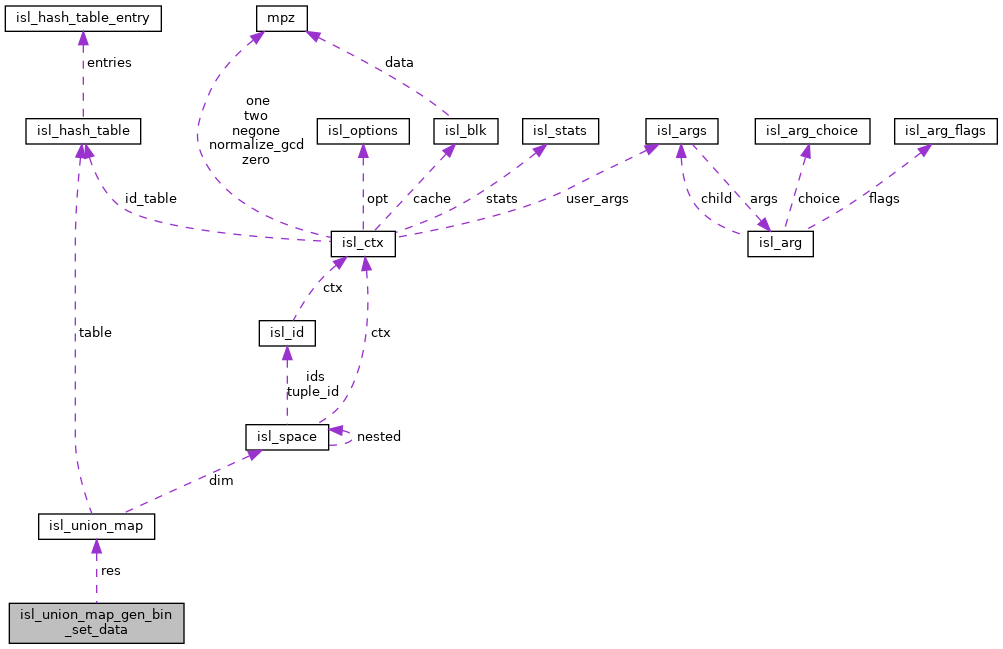 isl_hash_table_entry
mpz
entries
data
one
two
negone
normalize_gcd
zero
isl_hash_table
isl_options
isl_blk
isl_stats
isl_args
isl_arg_choice
isl_arg_flags
id_table
opt
cache
stats
user_args
child
args
choice
flags
isl_ctx
isl_arg
ctx
isl_id
ctx
table
ids
tuple_id
isl_space
nested
dim
isl_union_map
res
isl_union_map_gen_bin
_set_data